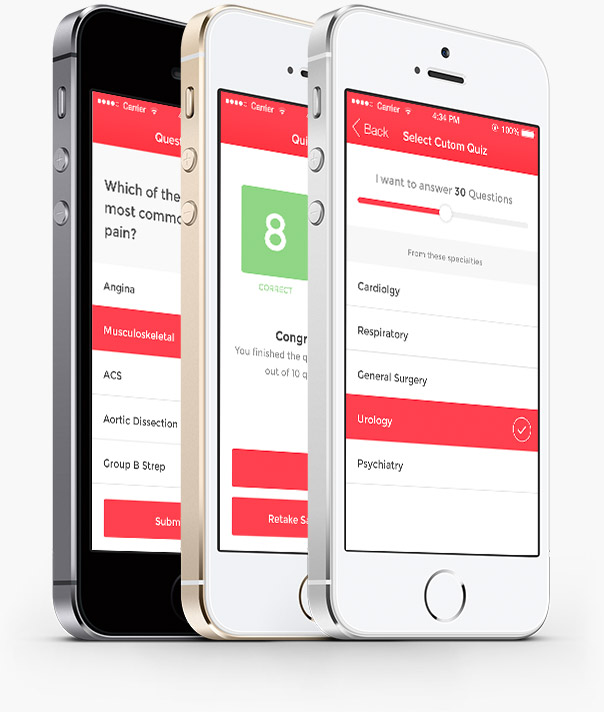 Carrier
Quest
Which of the
most commo
pain?
Angina
Musculoskeletal
ACS
Aortic Dissection
Group B Strep
Subm
Carrier
Qui
8
CORRECT
Congr
You finished the q
out of 10 q
Retake Sa
Carrier
4:34 PM
100%
Back
Select Cutom Quiz
I want to answer 30 Questions
From these specialties
Cardiolgy
Respiratory
General Surgery
Urology
Psychiatry